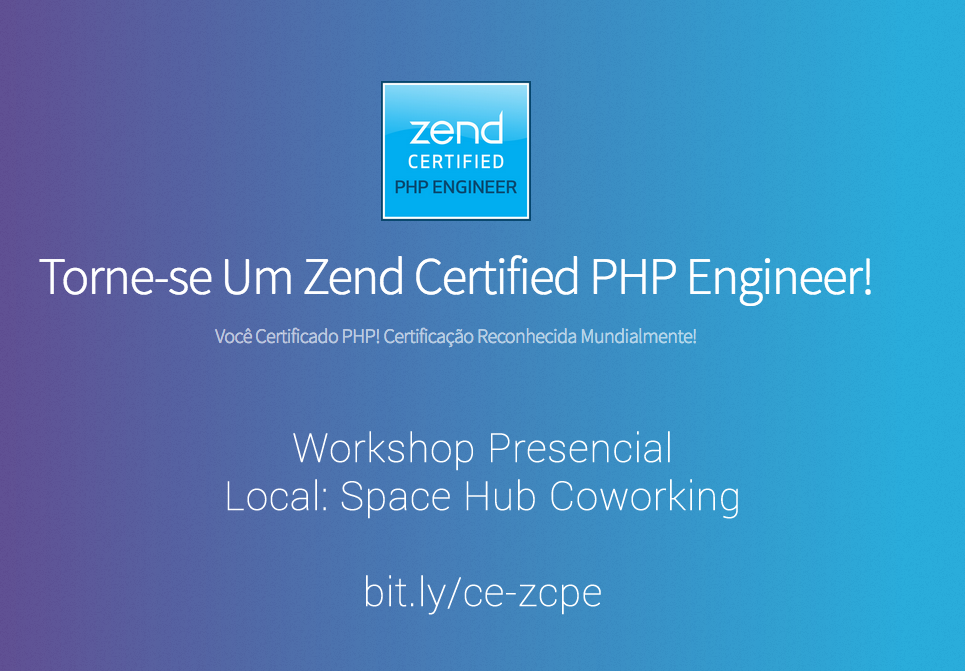 zend
CERTIFIED
PHP ENGINEER
Torne-se Um Zend Certified PHP Engineer!
Você Certificado PHP! Certificação Reconhecida Mundialmente!
Workshop Presencial
Local: Space Hub Coworking
bit.ly/ce-zcpe